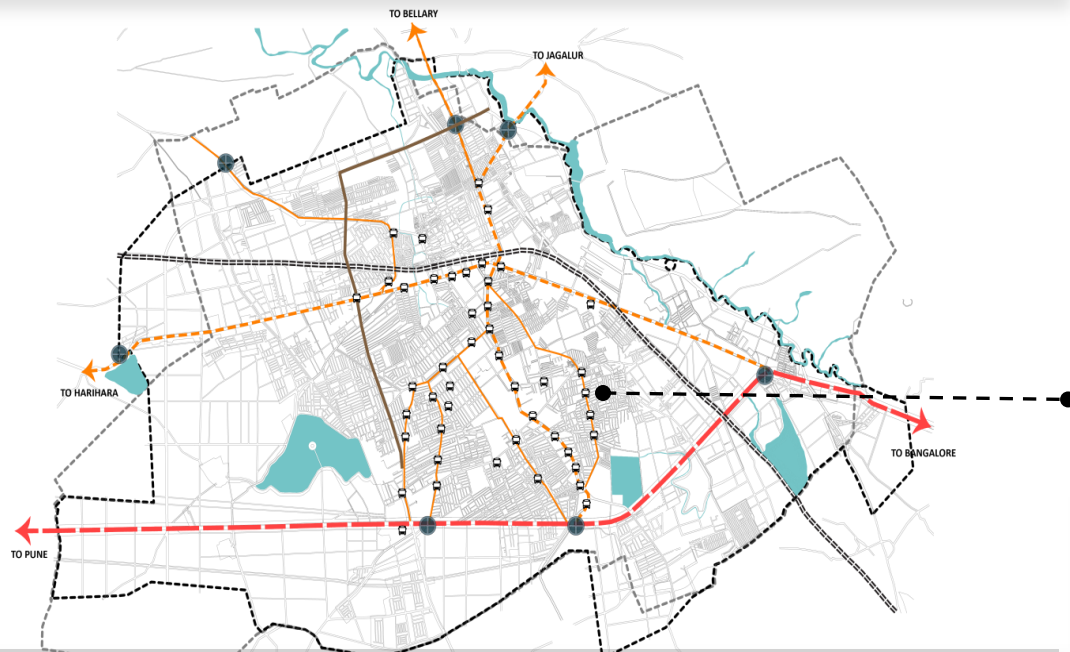 TO BELLARY
TO JAGALUR
TO HARIHARA
TO BANGALORE
TO PUNE